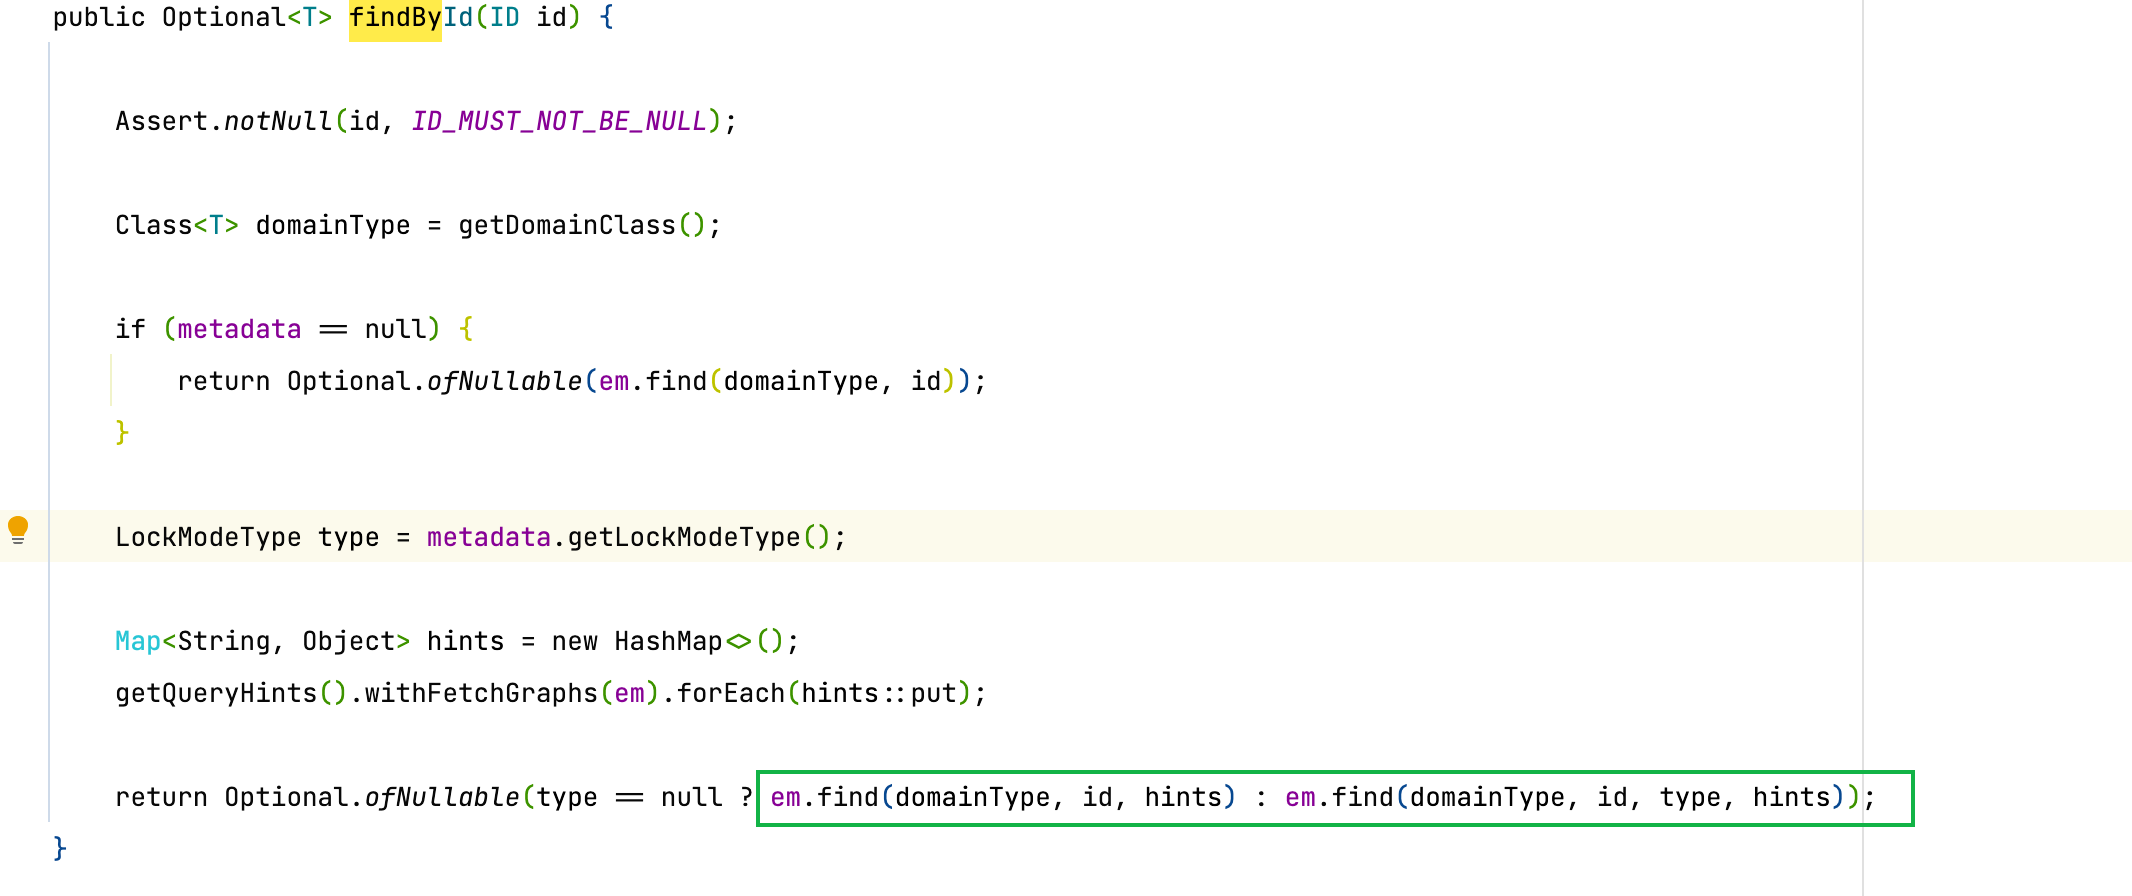 public Optional<T> findById(ID id) {
Assert.notNull(id, ID_MUST_NOT_BE_NULL);
Class<T> domainType = getDomainClass();
if (metadata == null) {
return Optional.ofNullable(em.find(domainType, id));
}
LockModeType type = metadata.getLockModeType();
Map<String, Object> hints = new HashMap<>();
getQueryHints().withFetchGraphs(em).forEach(hints::put);
return Optional.ofNullable(type == null ? em.find(domainType, id, hints) : em.find(domainType, id, type, hints));
}